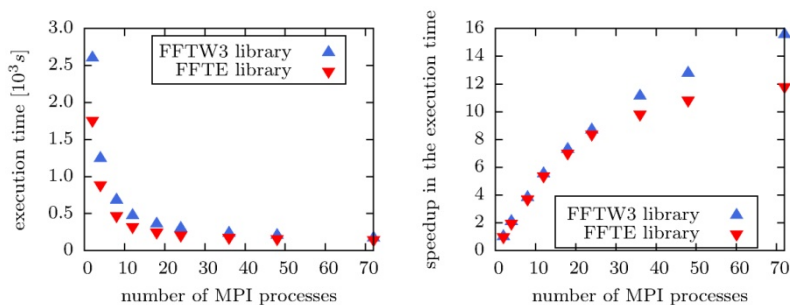 execution time [10³ s]
3.0
2.5
2.0
1.5
1.0
0.5
0
FFTW3 library
FFTE library
0 10 20 30 40 50 60 70
number of MPI processes
speedup in the execution time
16
14
12
10
8
6
4
2
0
FFTW3 library
FFTE library
0 10 20 30 40 50 60 70
number of MPI processes